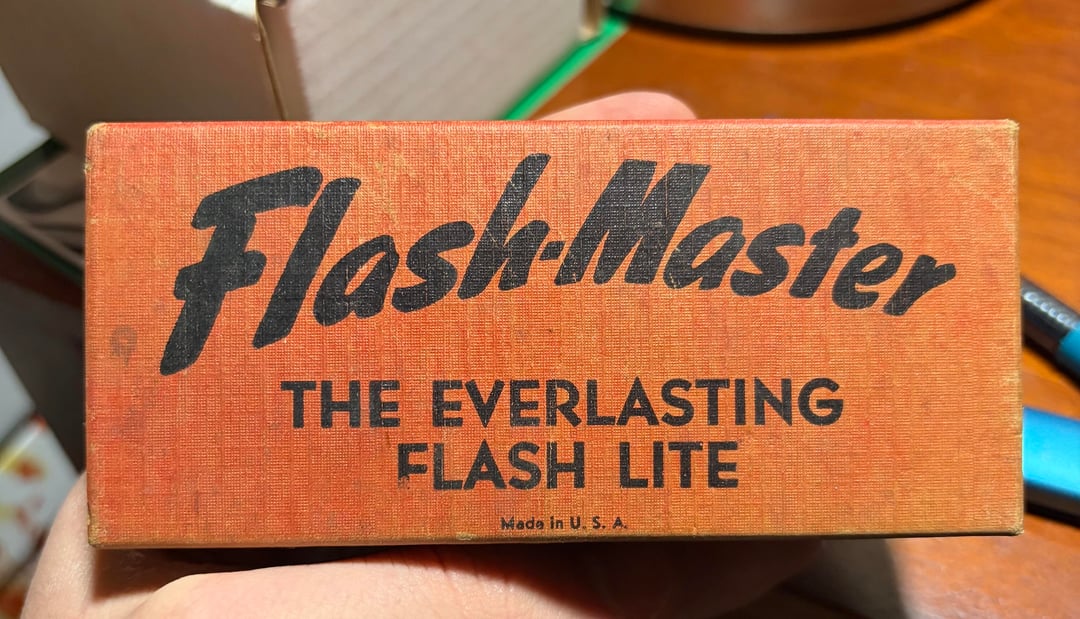 Flash-Master
THE EVERLASTING
FLASH LITE
Made in U. S. A.